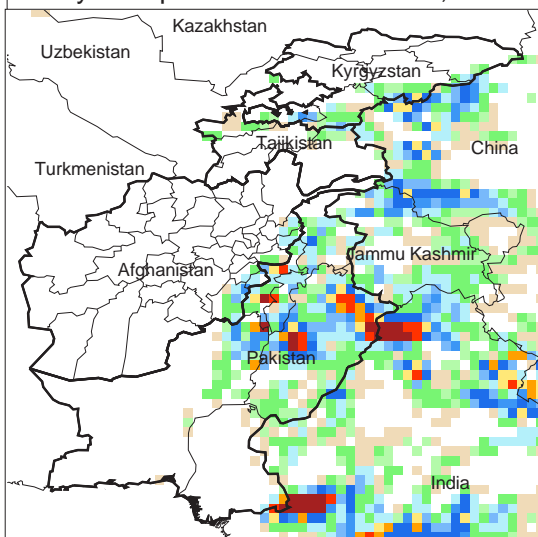 Kazakhstan
Uzbekistan
Kyrgyzstan
Tajikistan
China
Turkmenistan
Jammu Kashmir
Afghanistan
Pakistan
India